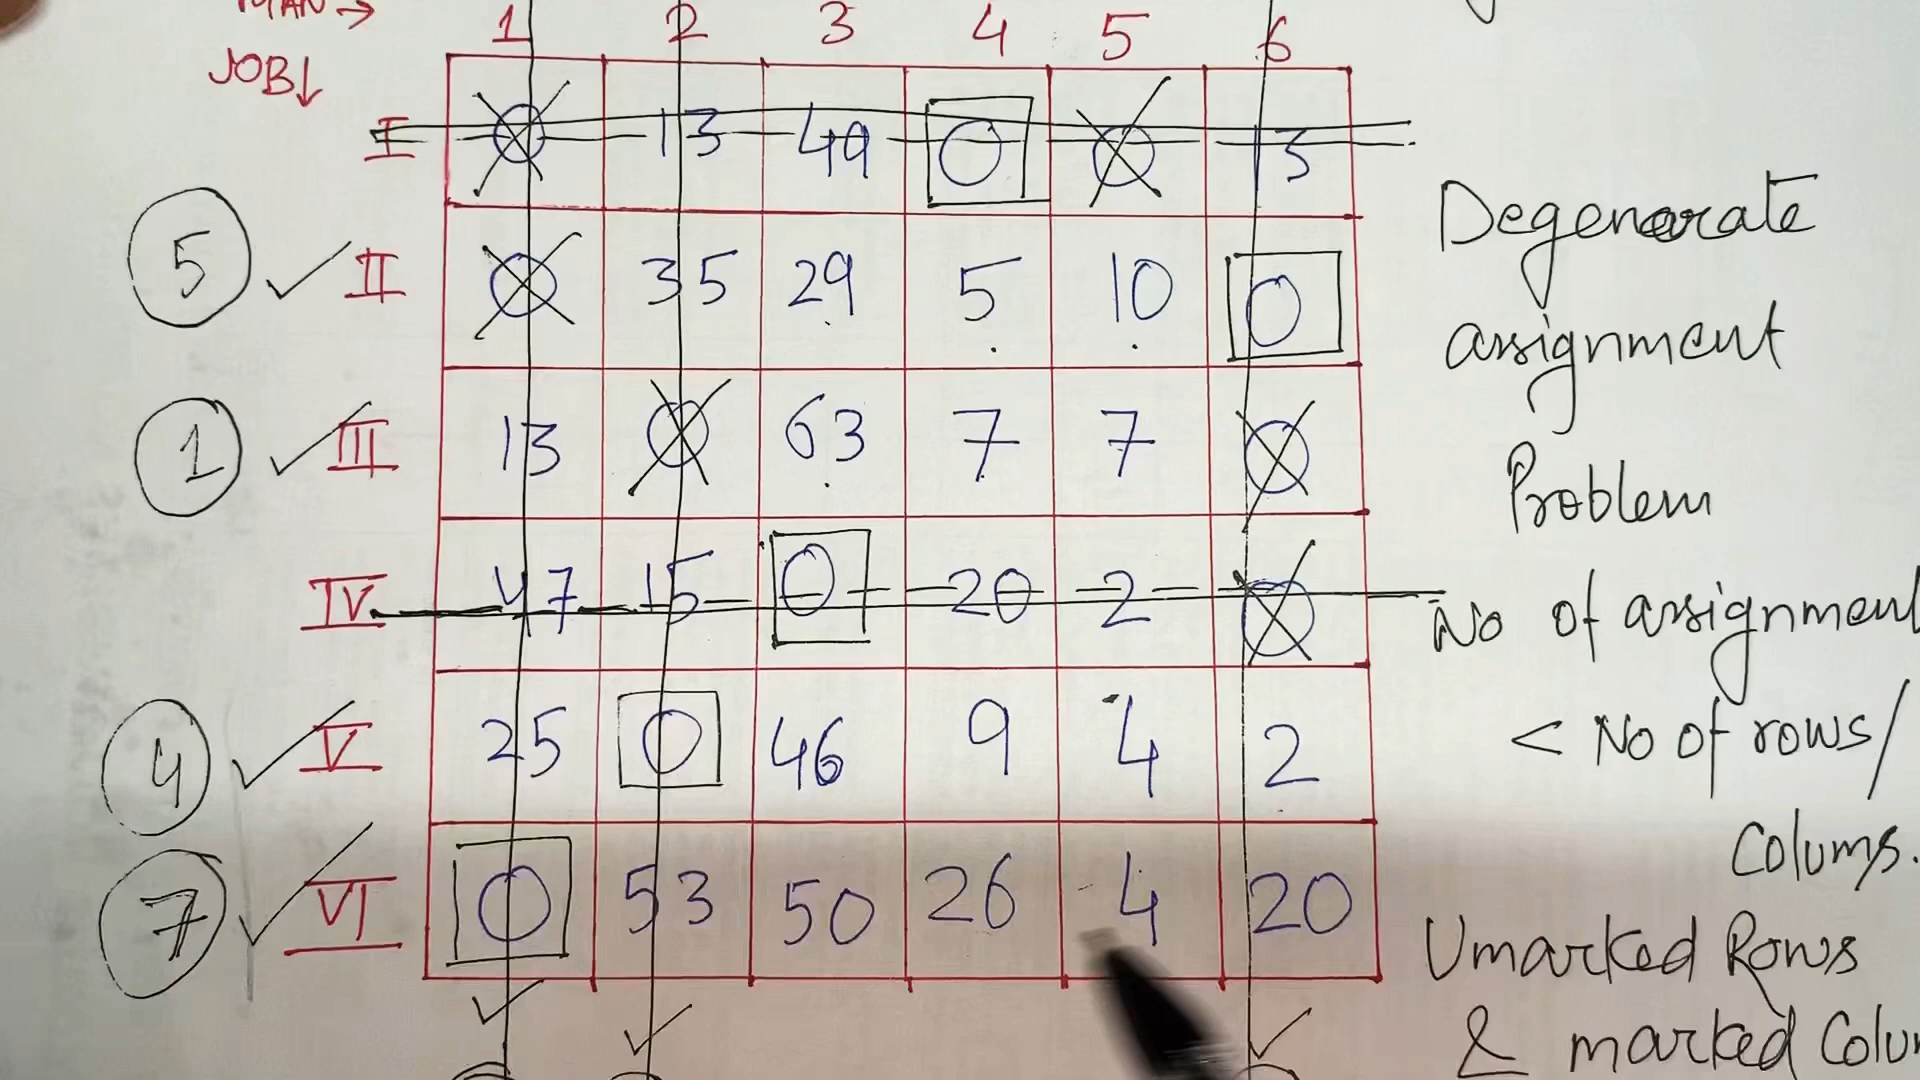 MAN →
1 2 3 4 5 6
JOB ↓
I 0 13 49 0 0 13
5 ✓ II 0 35 29 5 10 0
1 ✓ III 13 0 63 7 7 0
IV 47 15 0 20 2 0
4 ✓ V 25 0 46 9 4 2
7 ✓ VI 0 53 50 26 4 20
✓ ✓ ✓
Degenerate
assignment
Problem
No of assignment
< No of rows/
Colums.
Umarked Rows
& marked Colu